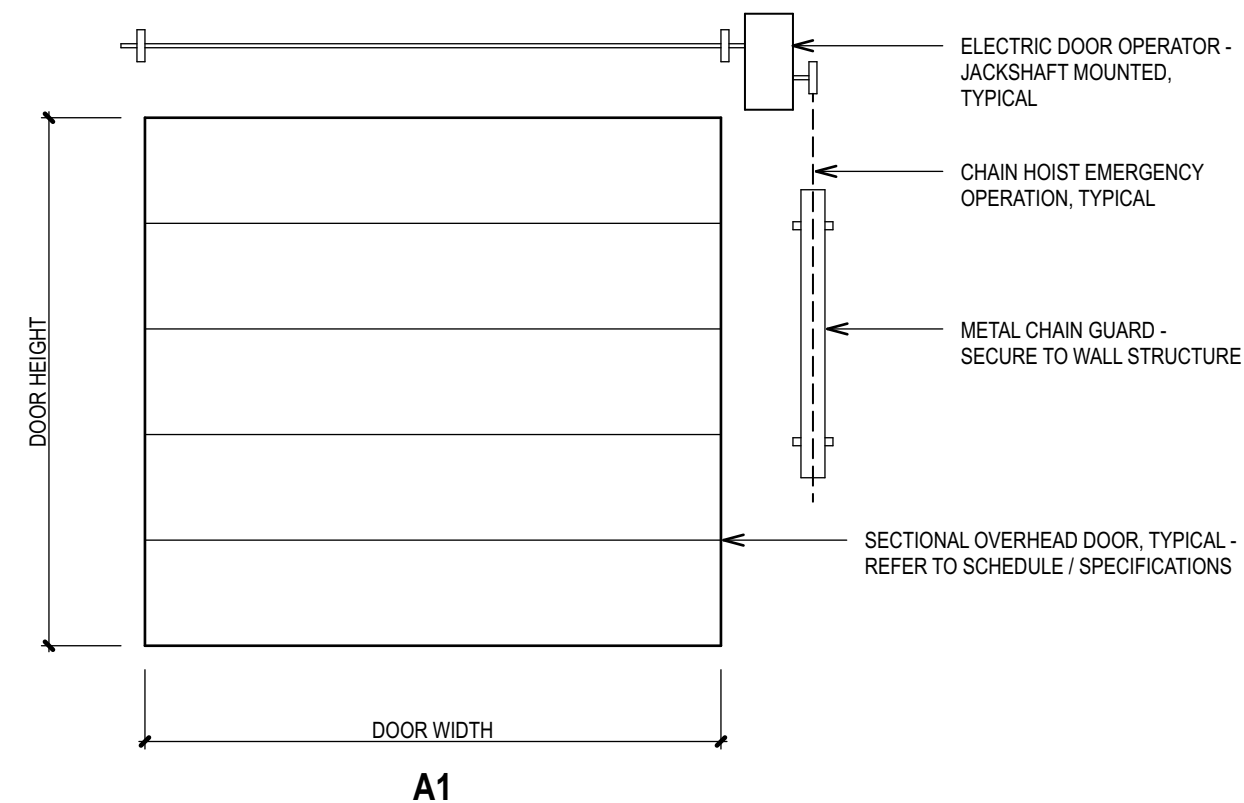 ELECTRIC DOOR OPERATOR -
JACKSHAFT MOUNTED,
TYPICAL
CHAIN HOIST EMERGENCY
OPERATION, TYPICAL
DOOR HEIGHT
METAL CHAIN GUARD -
SECURE TO WALL STRUCTURE
SECTIONAL OVERHEAD DOOR, TYPICAL -
REFER TO SCHEDULE / SPECIFICATIONS
DOOR WIDTH
A1